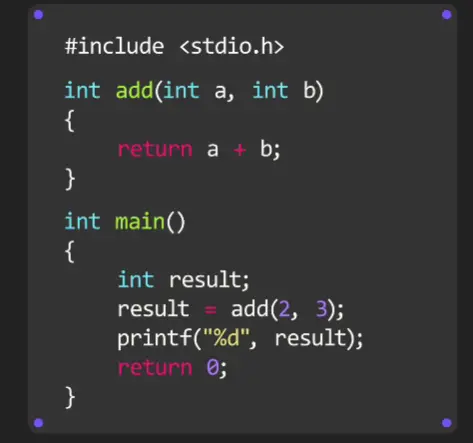 #include <stdio.h>
int add(int a, int b)
{
return a + b;
}
int main()
{
int result;
result = add(2, 3);
printf("%d", result);
return 0;
}